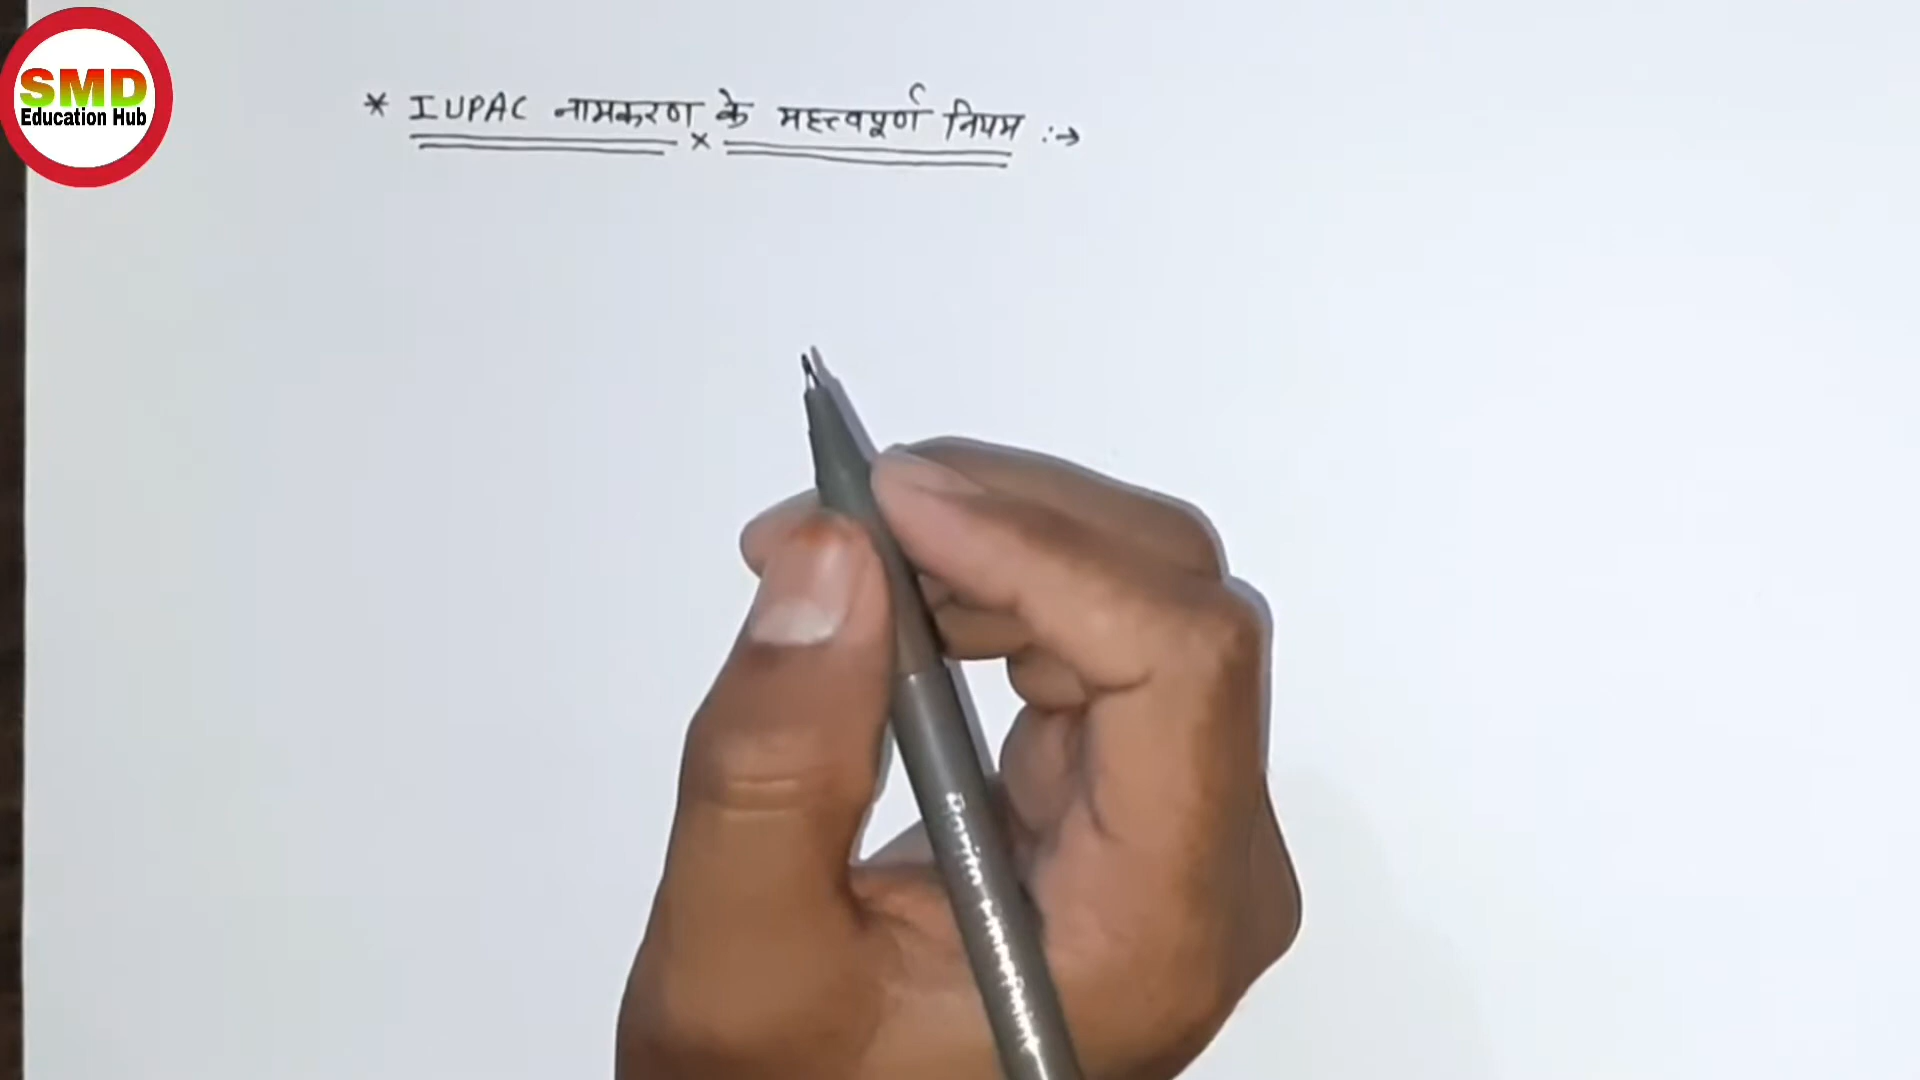 SMD
Education Hub
* IUPAC नामकरण के महत्त्वपूर्ण नियम :→